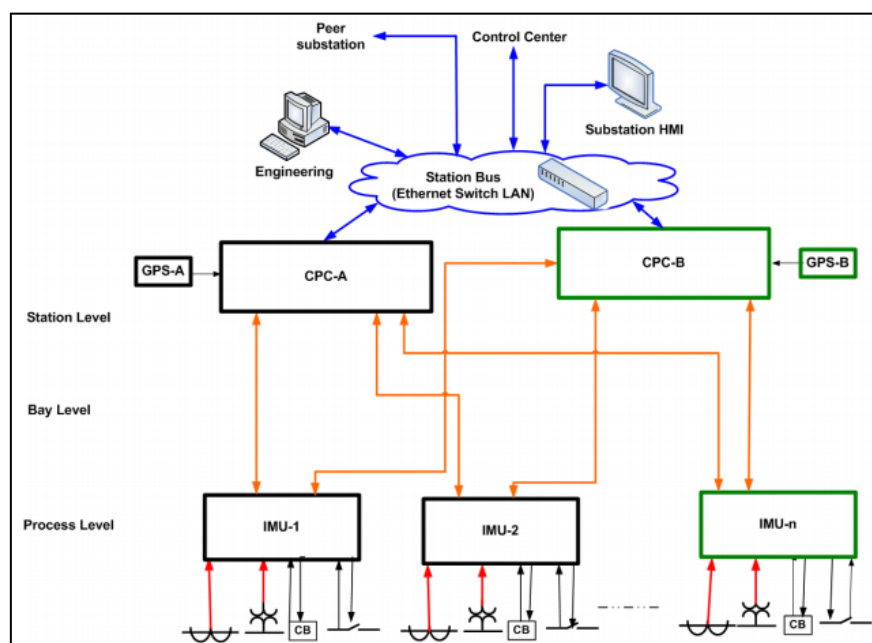 Peer
substation
Control Center
Engineering
Substation HMI
Station Bus
(Ethernet Switch LAN)
GPS-A
CPC-A
CPC-B
GPS-B
Station Level
Bay Level
Process Level
IMU-1
IMU-2
IMU-n
CB
CB
CB